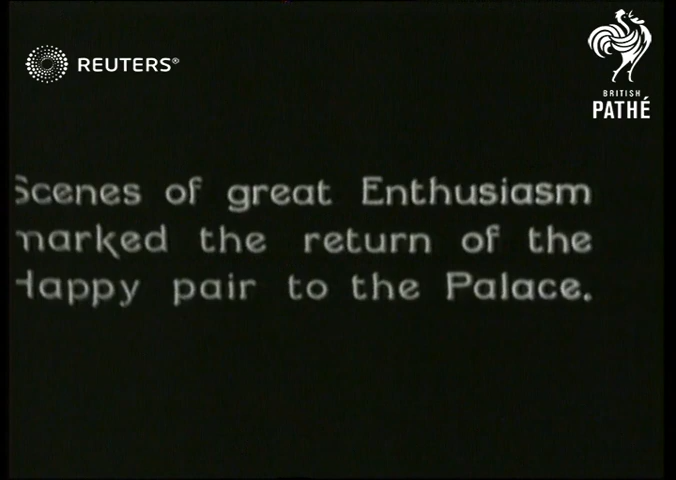 REUTERS®
BRITISH
PATHÉ
Scenes of great Enthusiasm
marked the return of the
Happy pair to the Palace.